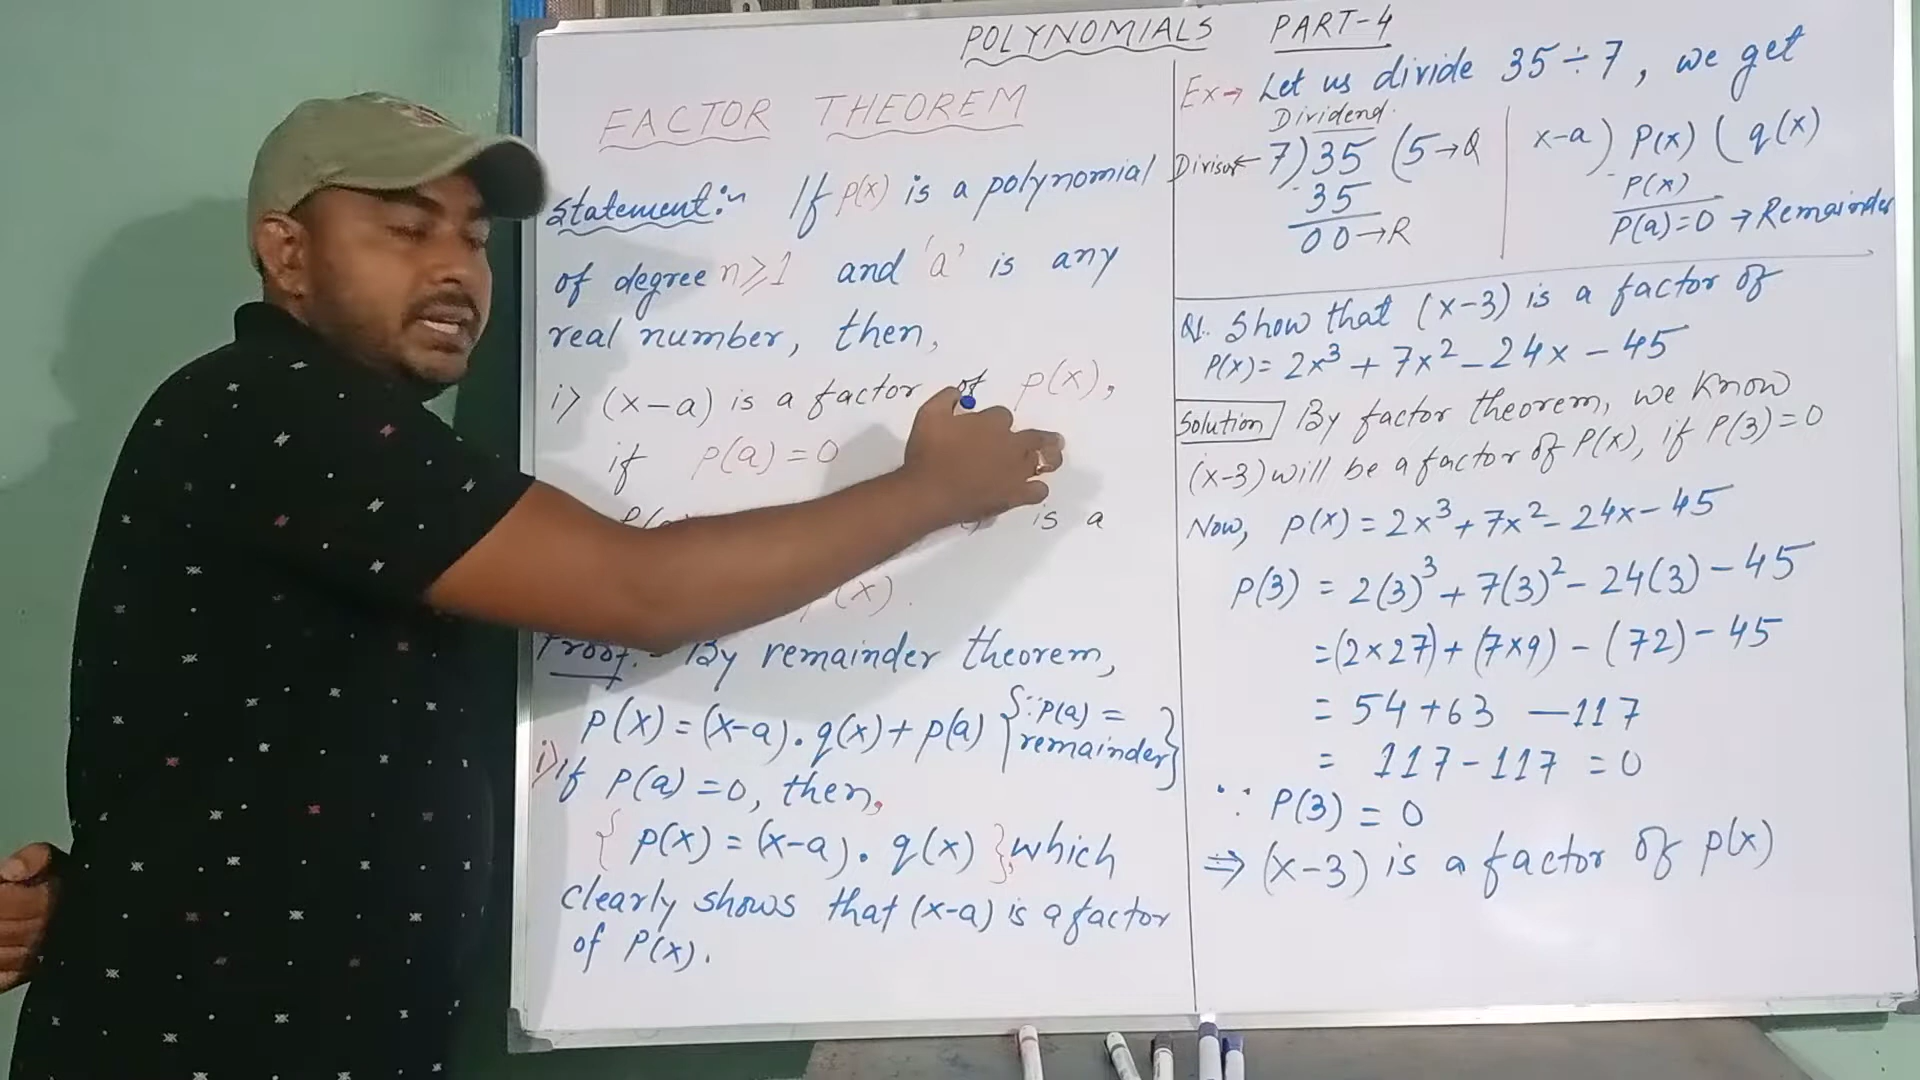 POLYNOMIALS PART-4
FACTOR THEOREM
Statement:~ If p(x) is a polynomial
of degree n⩾1 and 'a' is any
real number, then,
i> (x-a) is a factor of p(x),
if p(a)=0
is a
p(x).
Proof:- By remainder theorem,
p(x)=(x-a).q(x)+p(a) {∵p(a)=
remainder}
i> if p(a)=0, then,
{p(x)=(x-a).q(x)}, which
clearly shows that (x-a) is a factor
of P(x).
Ex→ Let us divide 35÷7, we get
Dividend.
Divisor← 7)35(5→Q
35
00→R
x-a)P(x)(q(x)
P(x)
P(a)=0→Remainder
Q1. Show that (x-3) is a factor of
P(x)=2x³+7x²-24x-45
Solution By factor theorem, we know
(x-3) will be a factor of P(x), if P(3)=0
Now, p(x)=2x³+7x²-24x-45
P(3) = 2(3)³+7(3)²-24(3)-45
=(2×27)+(7×9)-(72)-45
= 54+63 -117
= 117-117 =0
∵ P(3)=0
⇒ (x-3) is a factor of p(x)